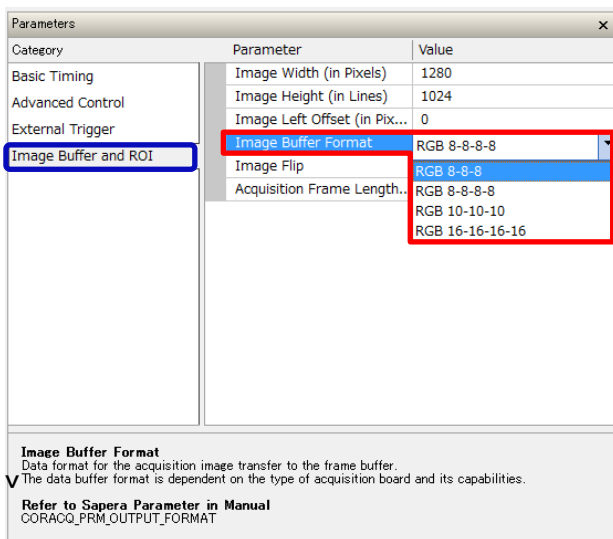 Parameters x
Category Parameter Value
Basic Timing Image Width (in Pixels) 1280
Advanced Control Image Height (in Lines) 1024
External Trigger Image Left Offset (in Pix... 0
Image Buffer and ROI Image Buffer Format RGB 8-8-8-8
Image Flip RGB 8-8-8
Acquisition Frame Length.. RGB 8-8-8-8
RGB 10-10-10
RGB 16-16-16-16
Image Buffer Format
Data format for the acquisition image transfer to the frame buffer.
V The data buffer format is dependent on the type of acquisition board and its capabilities.
Refer to Sapera Parameter in Manual
CORACQ_PRM_OUTPUT_FORMAT